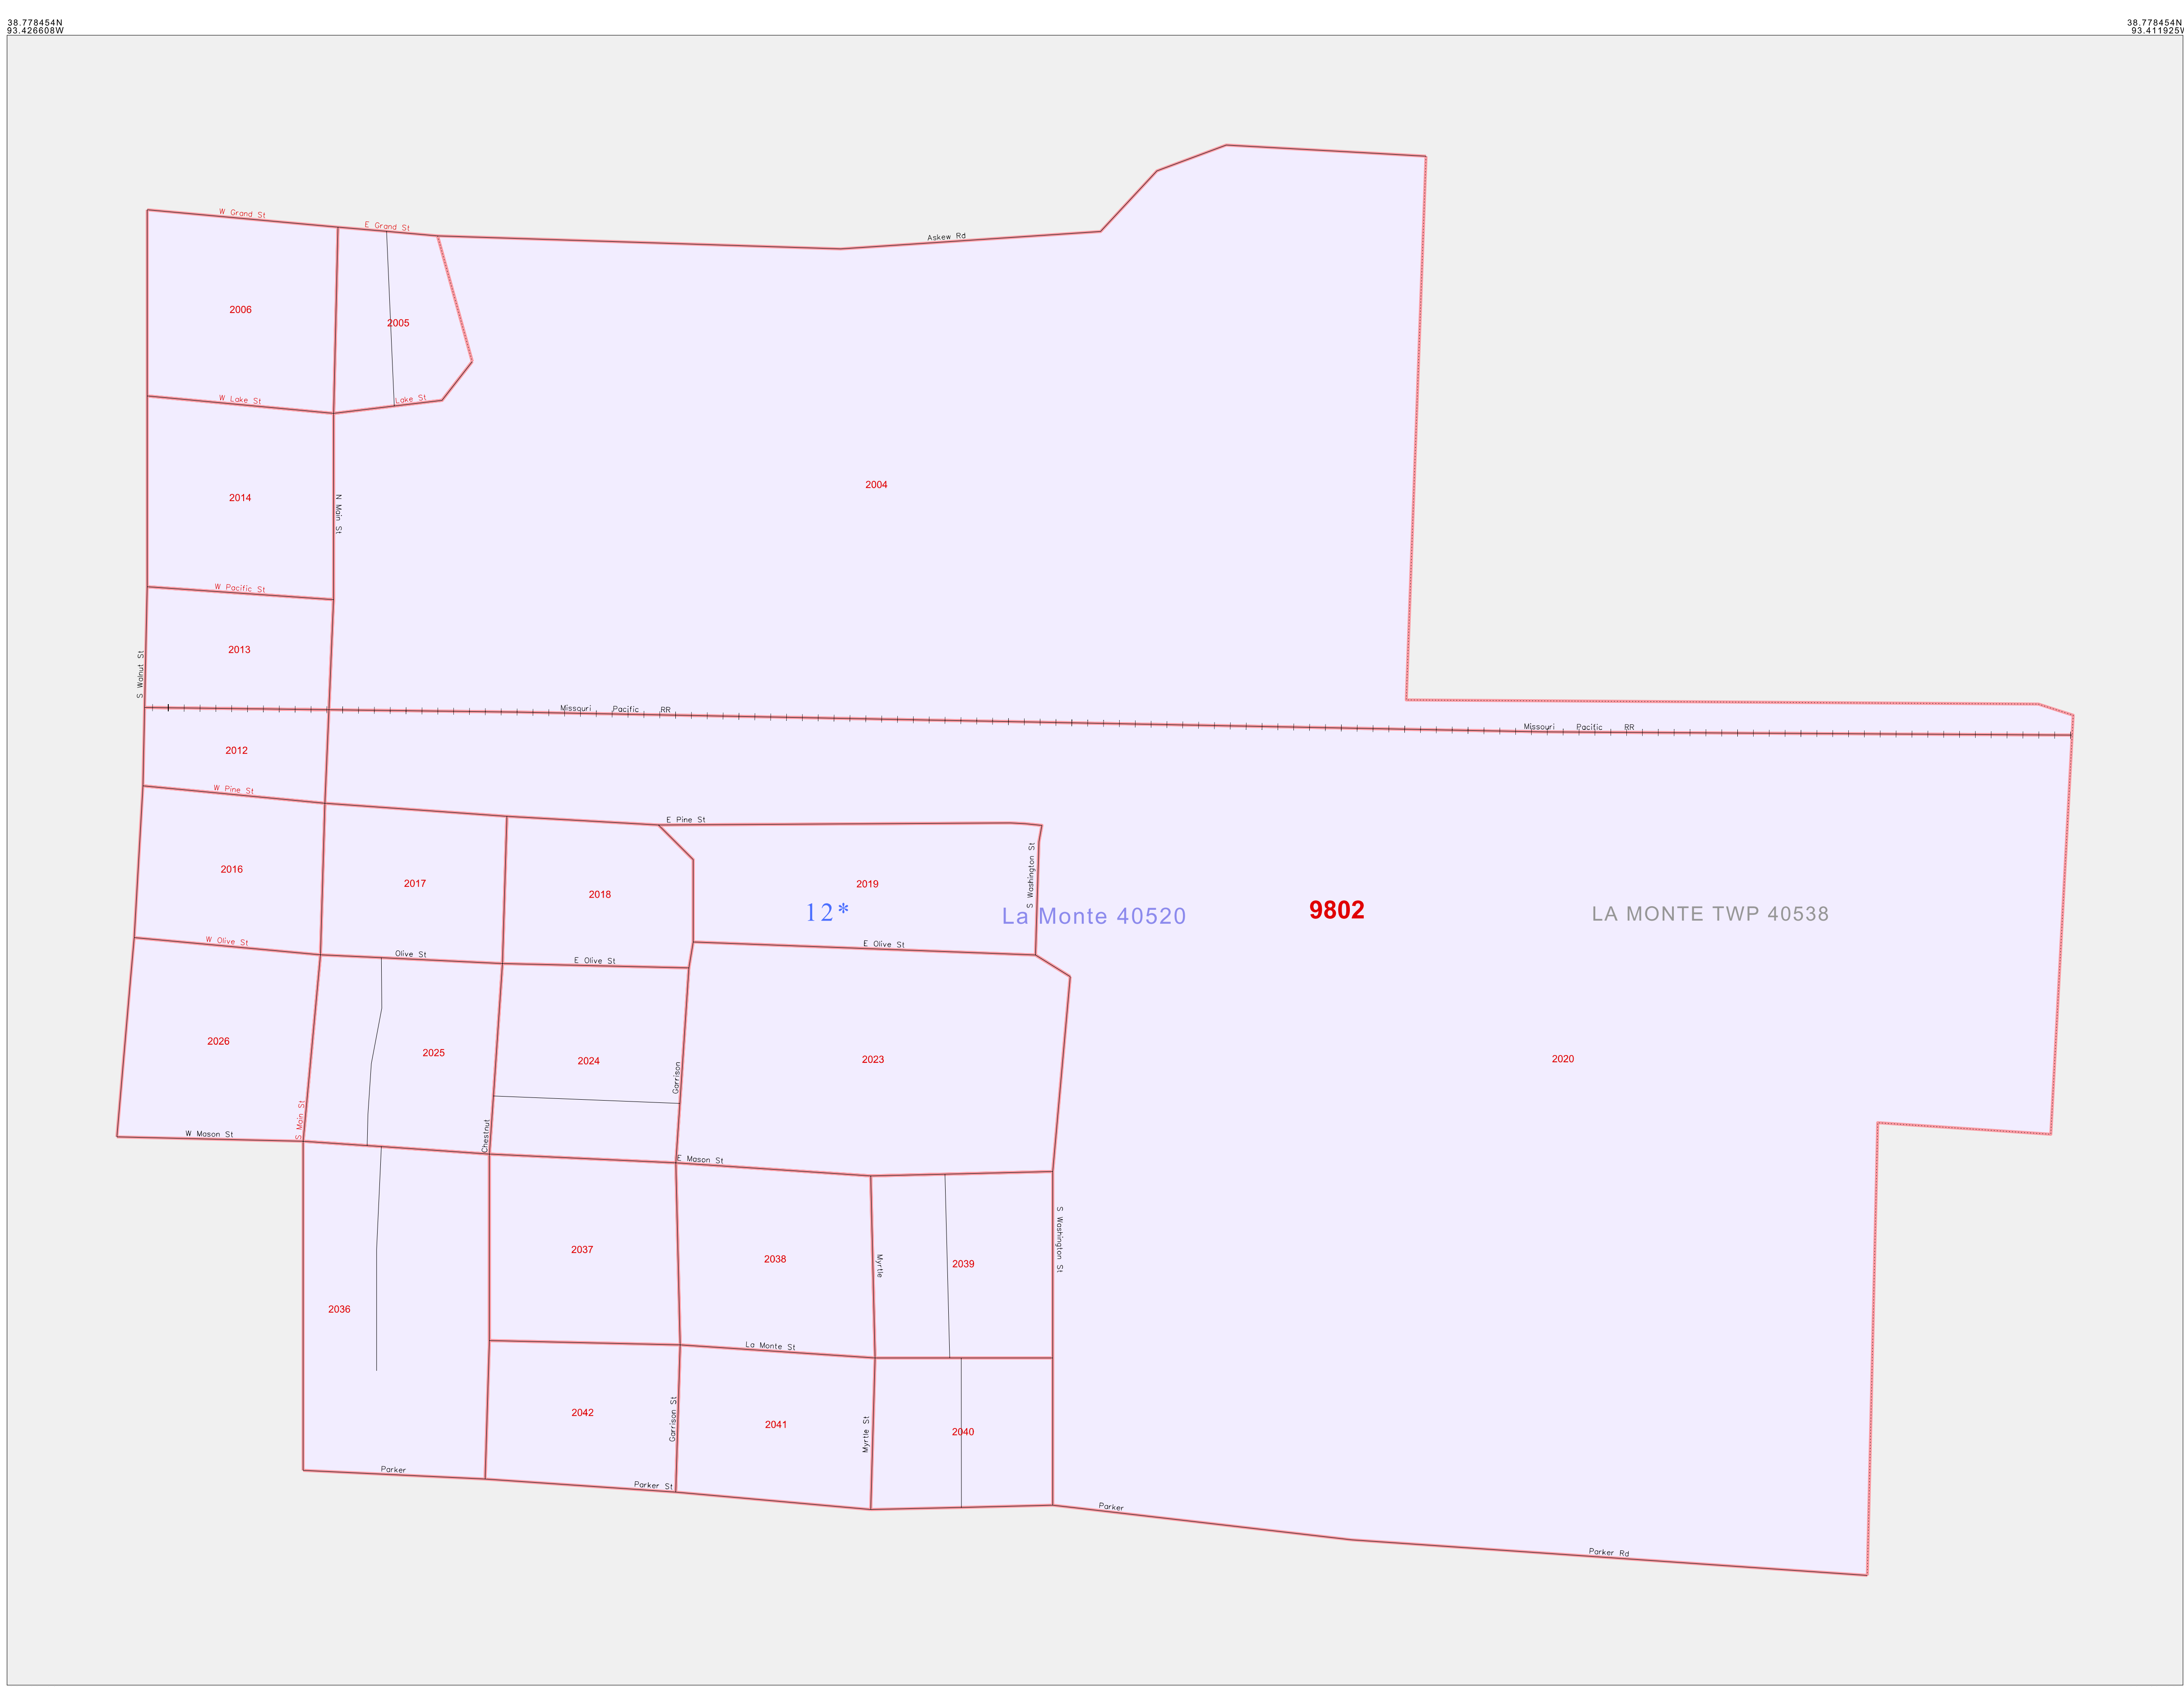 38.778454N
93.426608W
38.778454N
93.411925W
W Grand St
E Grand St
Askew Rd
2006
2005
W Lake St
Lake St
2014
N Main St
2004
W Pacific St
2013
S Walnut St
Missouri Pacific RR
Missouri Pacific RR
2012
W Pine St
E Pine St
2016
2017
2018
2019
S Washington St
12*
La Monte 40520
9802
LA MONTE TWP 40538
W Olive St
Olive St
E Olive St
E Olive St
2026
2025
2024
Garrison
2023
2020
S Main St
W Mason St
Chestnut
E Mason St
2037
2038
Myrtle
2039
S Washington St
2036
La Monte St
2042
Garrison St
2041
Myrtle St
2040
Parker
Parker St
Parker
Parker Rd